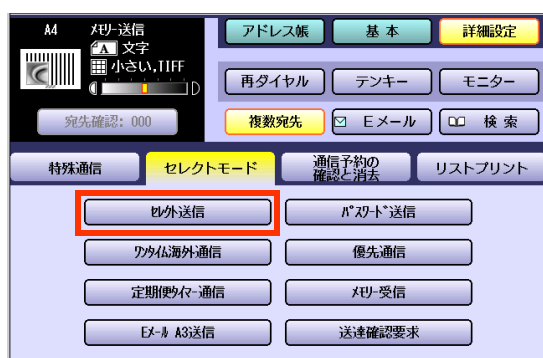 A4 ﾒﾓﾘｰ送信 アドレス帳 基 本 詳細設定
A 文字
小さい,TIFF
D
再ダイヤル テンキー モニター
宛先確認: 000 複数宛先 Eメール 検 索
特殊通信 セレクトモード 通信予約の確認と消去 リストプリント
ｾﾚｸﾄ送信 ﾊﾟｽﾜｰﾄﾞ送信
ﾜﾝﾀｲﾑ海外通信 優先通信
定期便ﾀｲﾏｰ通信 ﾒﾓﾘｰ受信
Eﾒｰﾙ A3送信 送達確認要求